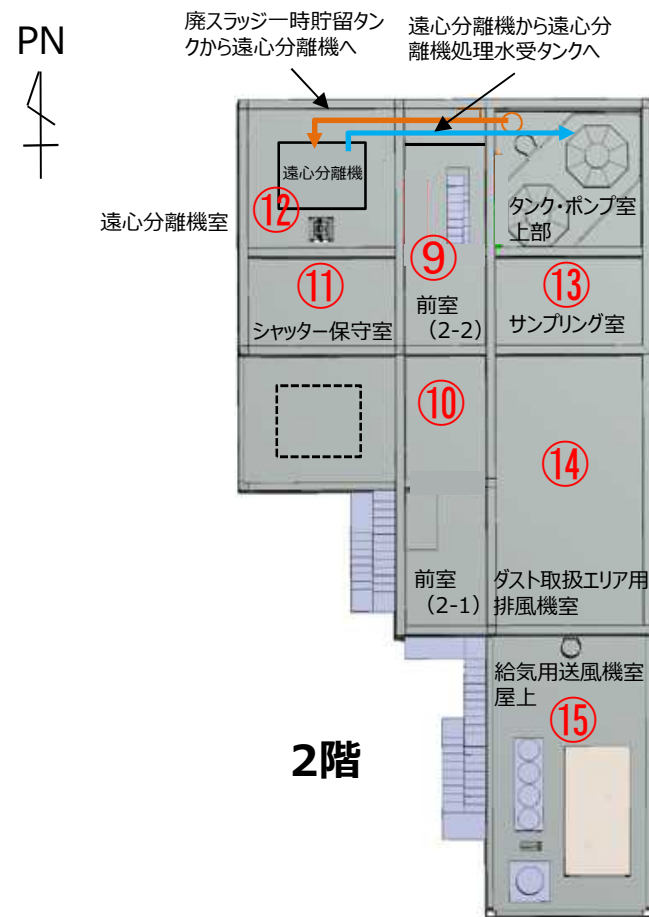 PN
廃スラッジ一時貯留タン
クから遠心分離機へ
遠心分離機から遠心分
離機処理水受タンクへ
遠心分離機
⑫
遠心分離機室
タンク・ポンプ室
上部
⑨
前室
（2-2）
⑪
シャッター保守室
⑬
サンプリング室
⑩
⑭
前室
（2-1）
ダスト取扱エリア用
排風機室
給気用送風機室
屋上
⑮
2階